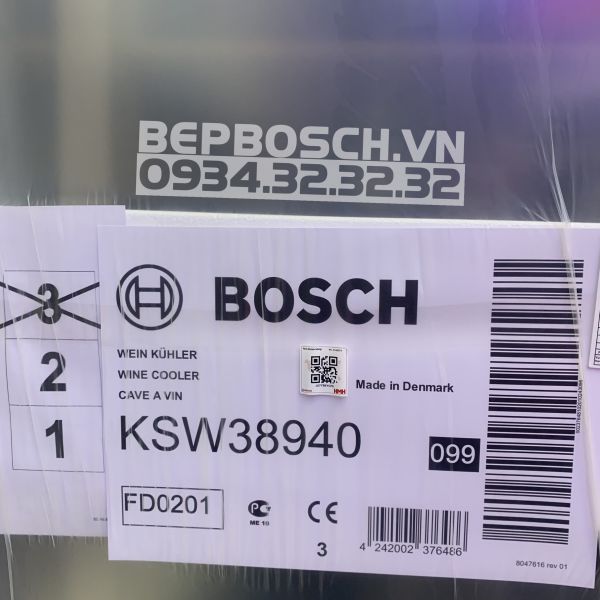 BEPBOSCH.VN
0934.32.32.32
3
2
1
BOSCH
WEIN KÜHLER
WINE COOLER
CAVE A VIN
Made in Denmark
HMH
KSW38940
099
FD0201
ME 10
CE
3
4 242002 376486
8047616 rev 01